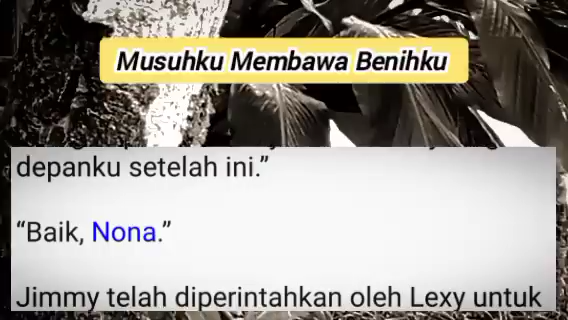 Musuhku Membawa Benihku
depanku setelah ini.”
“Baik, Nona.”
Jimmy telah diperintahkan oleh Lexy untuk